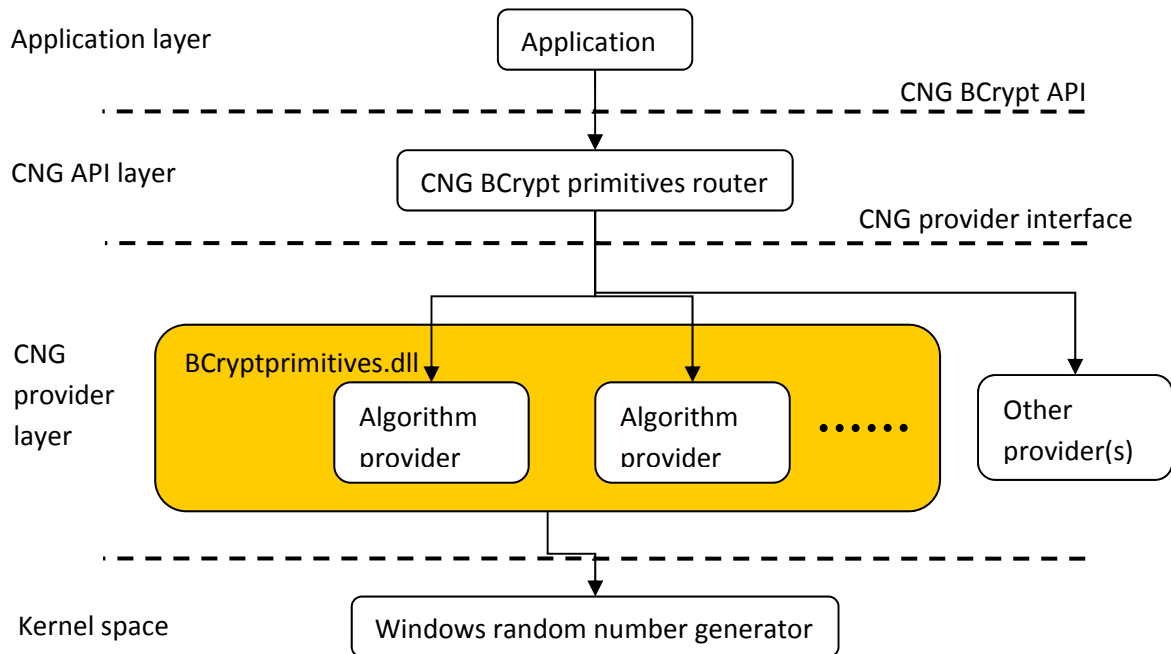 Application layer
Application
CNG BCrypt API
CNG API layer
CNG BCrypt primitives router
CNG provider interface
CNG
provider
layer
BCryptprimitives.dll
Algorithm
provider
Algorithm
provider
......
Other
provider(s)
Kernel space
Windows random number generator